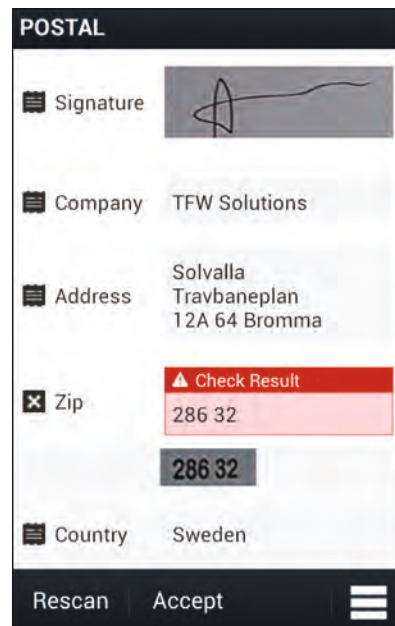 POSTAL
Signature
Company TFW Solutions
Address
Solvalla
Travbaneplan
12A 64 Bromma
Zip
Check Result
286 32
286 32
Country Sweden
Rescan Accept